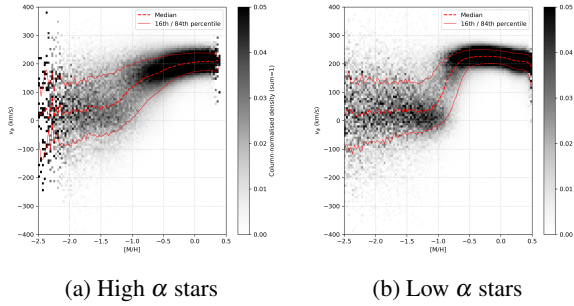 Median
16th / 84th percentile
400
300
200
100
0
−100
−200
−300
−400
vϕ (km/s)
−2.5 −2.0 −1.5 −1.0 −0.5 0.0 0.5
[M/H]
0.05
0.04
0.03
0.02
0.01
0.00
Column-normalised density (sum=1)
(a) High α stars
Median
16th / 84th percentile
400
300
200
100
0
−100
−200
−300
−400
vϕ (km/s)
−2.5 −2.0 −1.5 −1.0 −0.5 0.0 0.5
[M/H]
0.05
0.04
0.03
0.02
0.01
0.00
(b) Low α stars